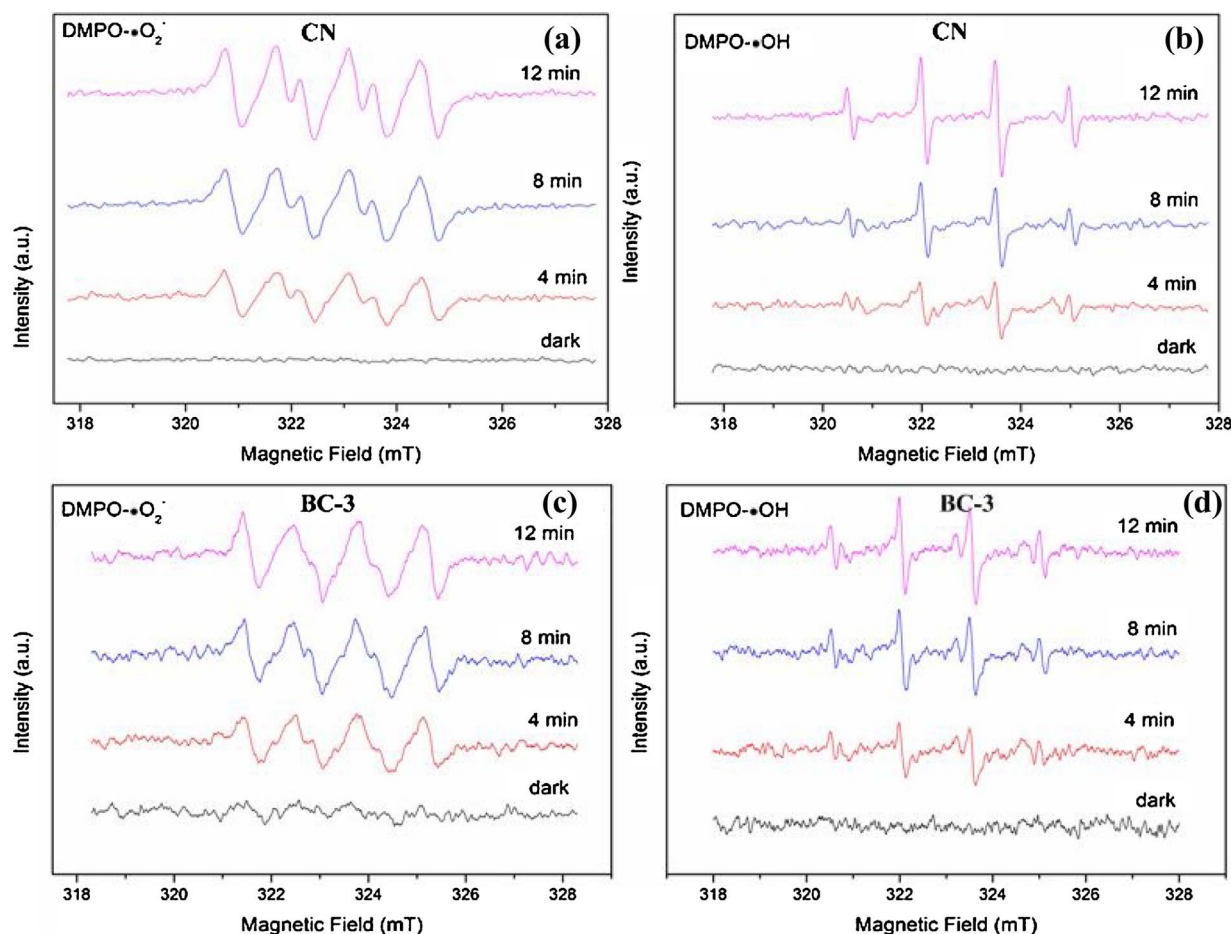 DMPO-●O₂·⁻ CN (a)
12 min
8 min
4 min
dark
Intensity (a.u.)
318 320 322 324 326 328
Magnetic Field (mT)
DMPO-●OH CN (b)
12 min
8 min
4 min
dark
Intensity (a.u.)
318 320 322 324 326 328
Magnetic Field (mT)
DMPO-●O₂·⁻ BC-3 (c)
12 min
8 min
4 min
dark
Intensity (a.u.)
318 320 322 324 326 328
Magnetic Field (mT)
DMPO-●OH BC-3 (d)
12 min
8 min
4 min
dark
Intensity (a.u.)
318 320 322 324 326 328
Magnetic Field (mT)